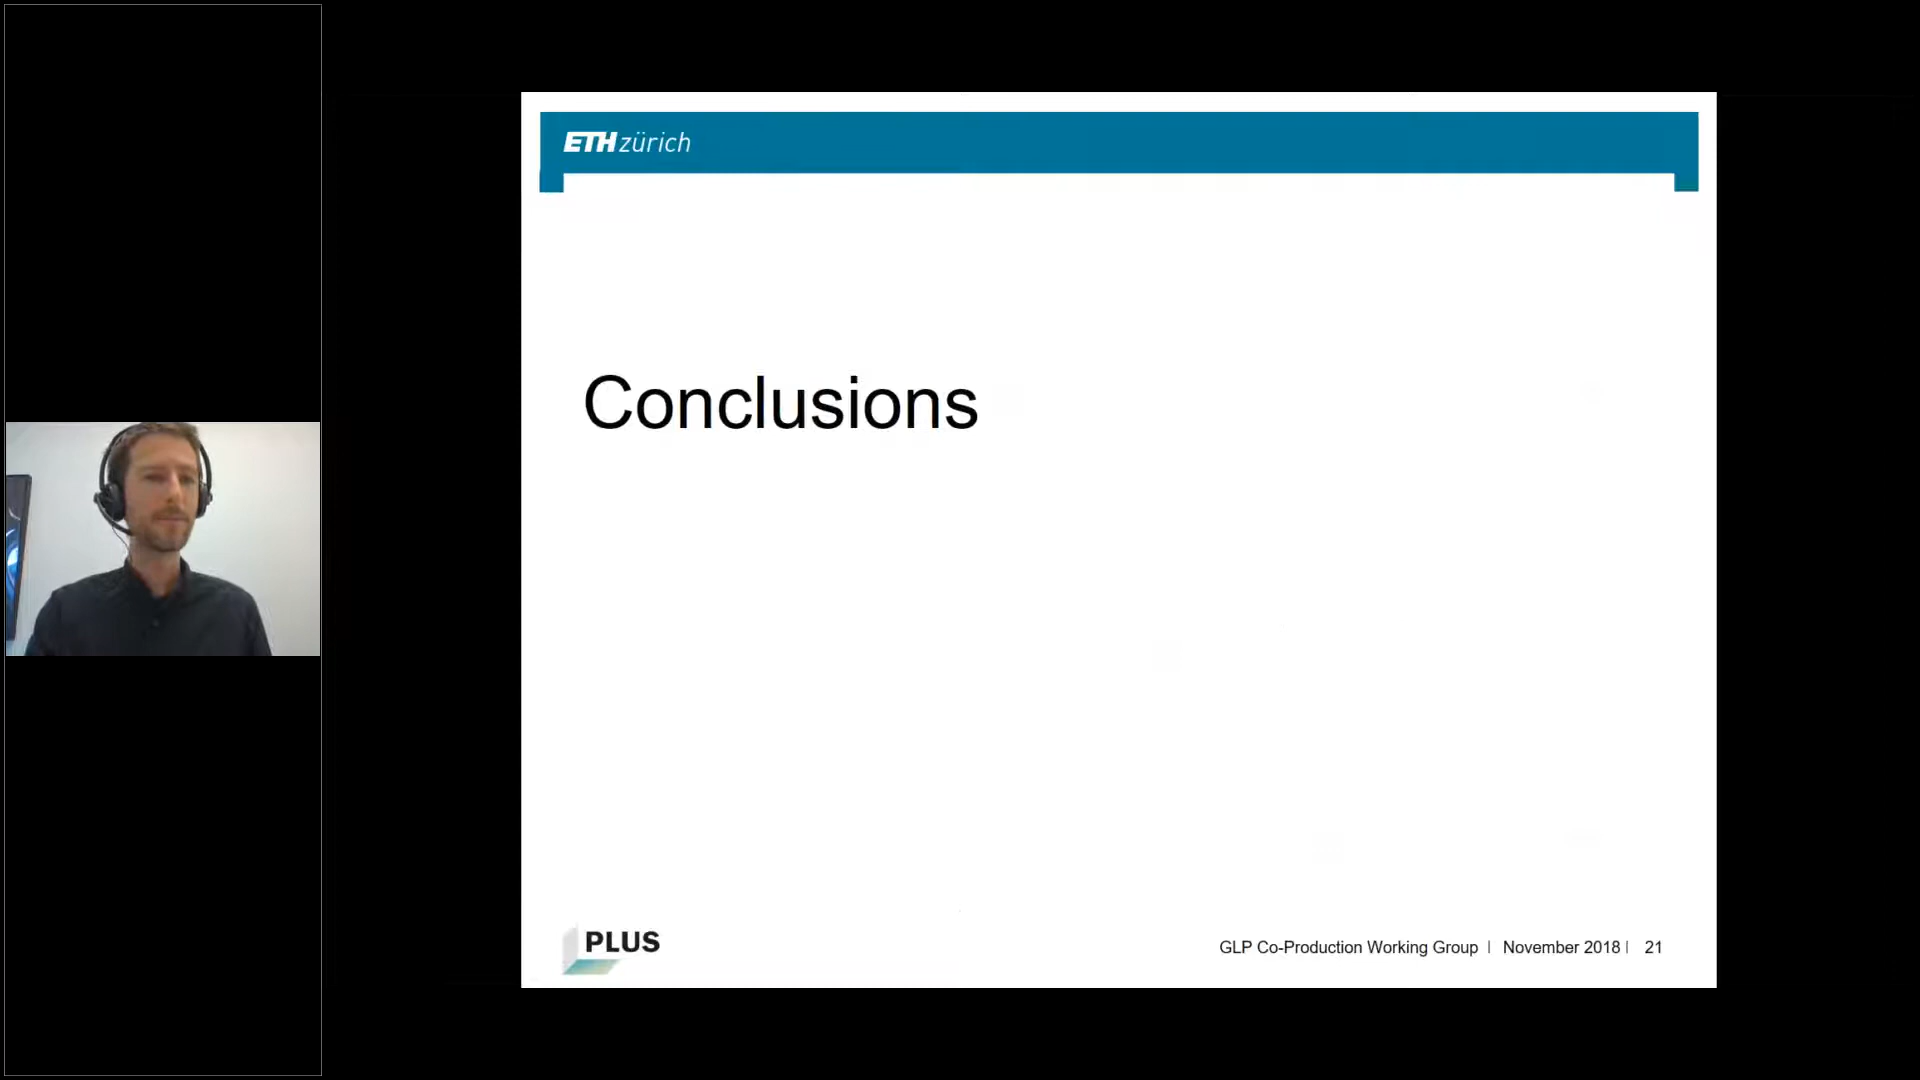 ETH zürich
Conclusions
PLUS
GLP Co-Production Working Group | November 2018 | 21